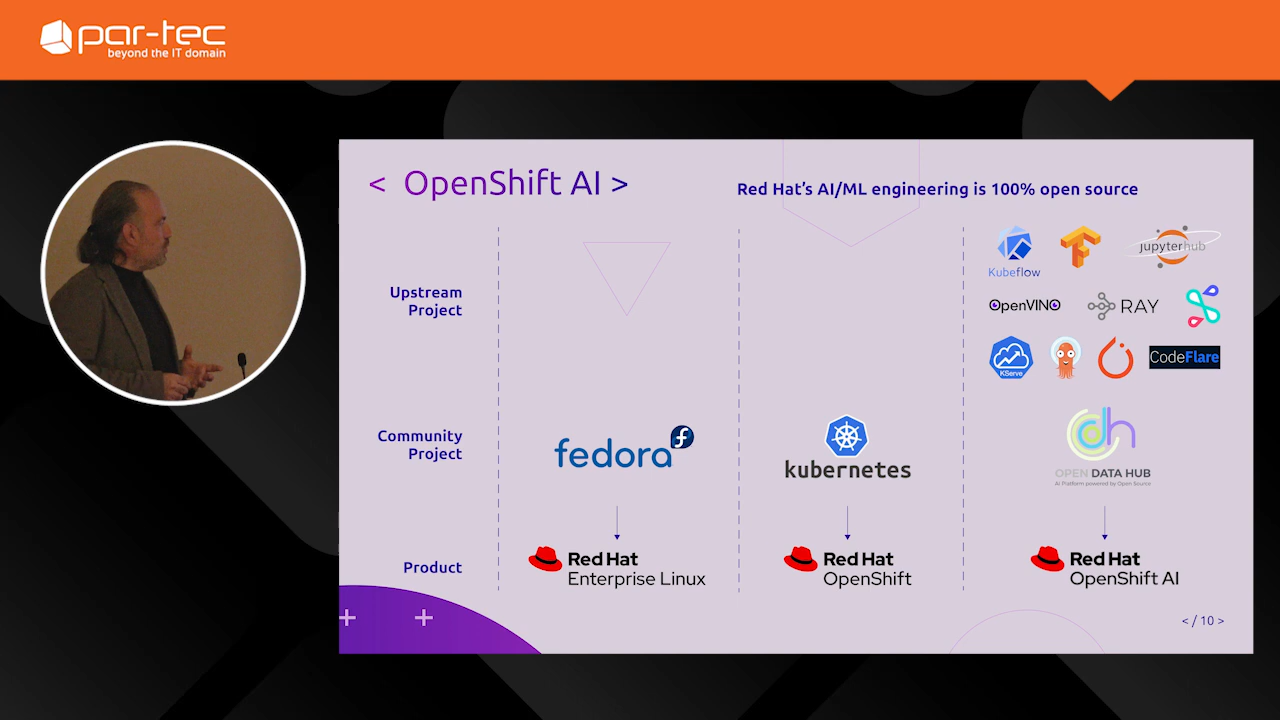 par-tec
beyond the IT domain
< OpenShift AI >
Red Hat’s AI/ML engineering is 100% open source
Upstream
Project
Kubeflow
jupyterhub
OpenVINO
RAY
KServe
CodeFlare
Community
Project
fedora
kubernetes
OPEN DATA HUB
AI Platform powered by Open Source
Product
Red Hat
Enterprise Linux
Red Hat
OpenShift
Red Hat
OpenShift AI
< / 10 >